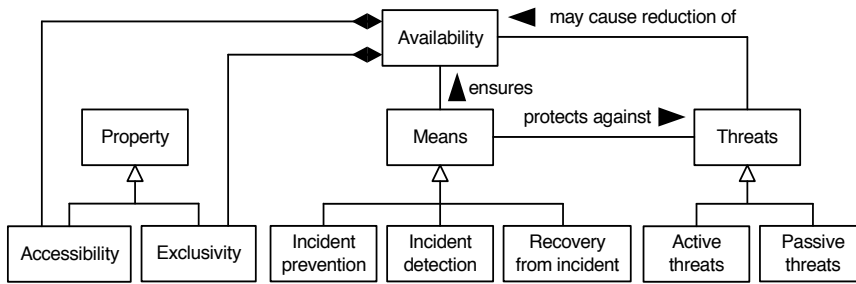 Availability
may cause reduction of
ensures
Property
Means
protects against
Threats
Accessibility
Exclusivity
Incident
prevention
Incident
detection
Recovery
from incident
Active
threats
Passive
threats